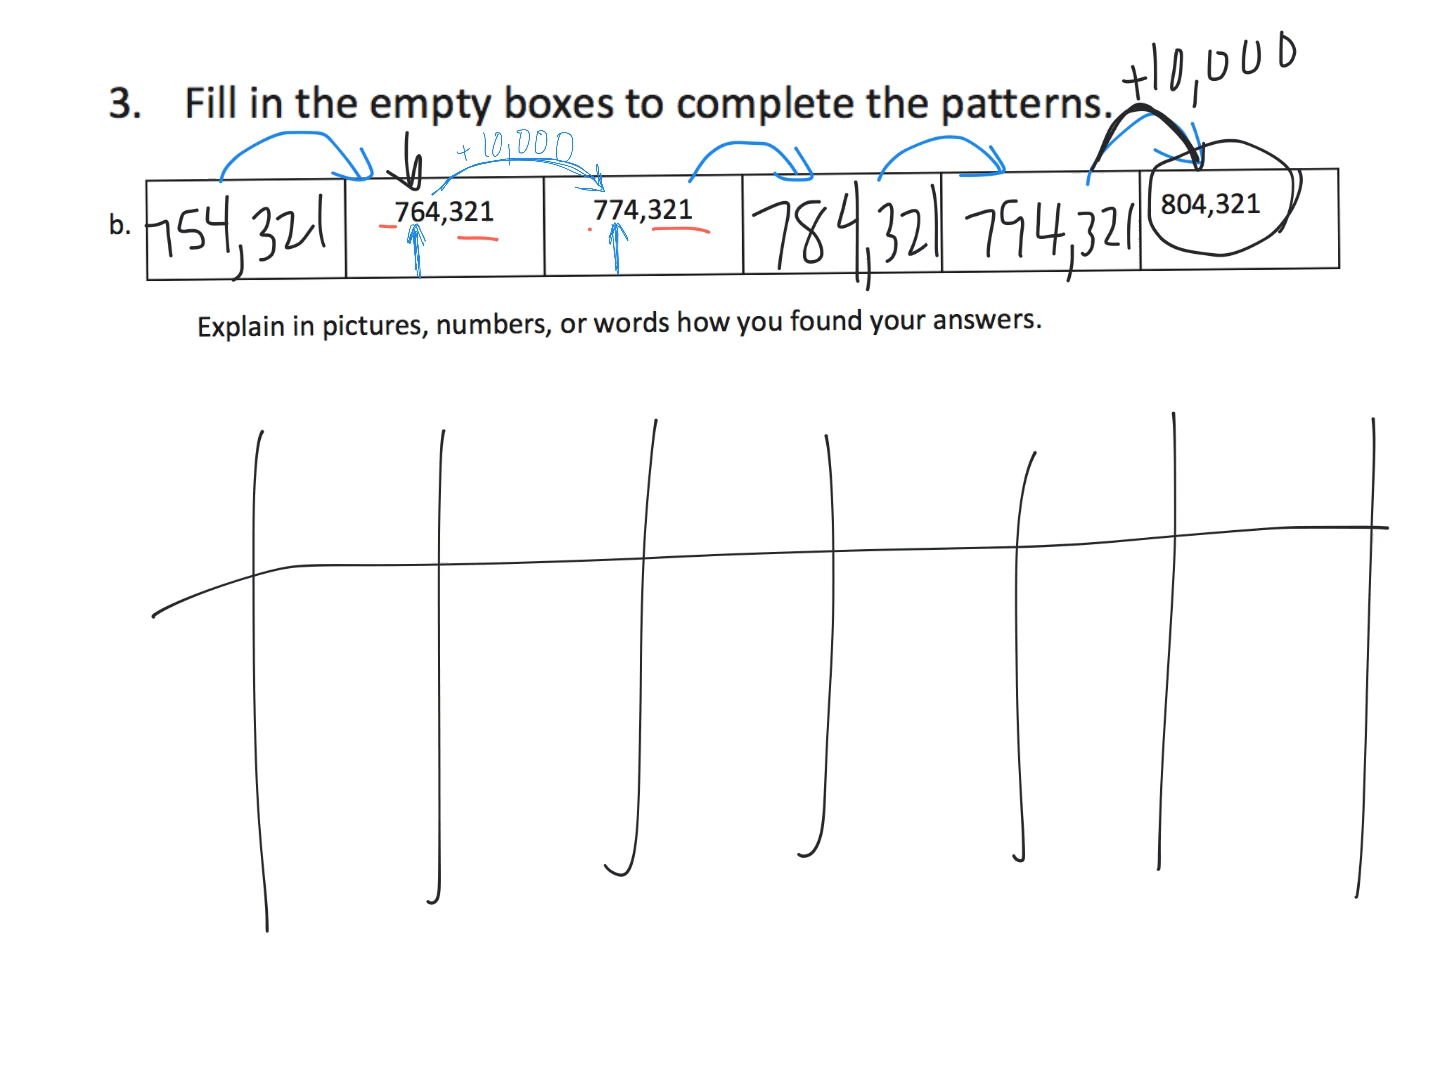 +10,000
3. Fill in the empty boxes to complete the patterns.
+10,000
b. 754,321 764,321 774,321 784,321 794,321 804,321
Explain in pictures, numbers, or words how you found your answers.